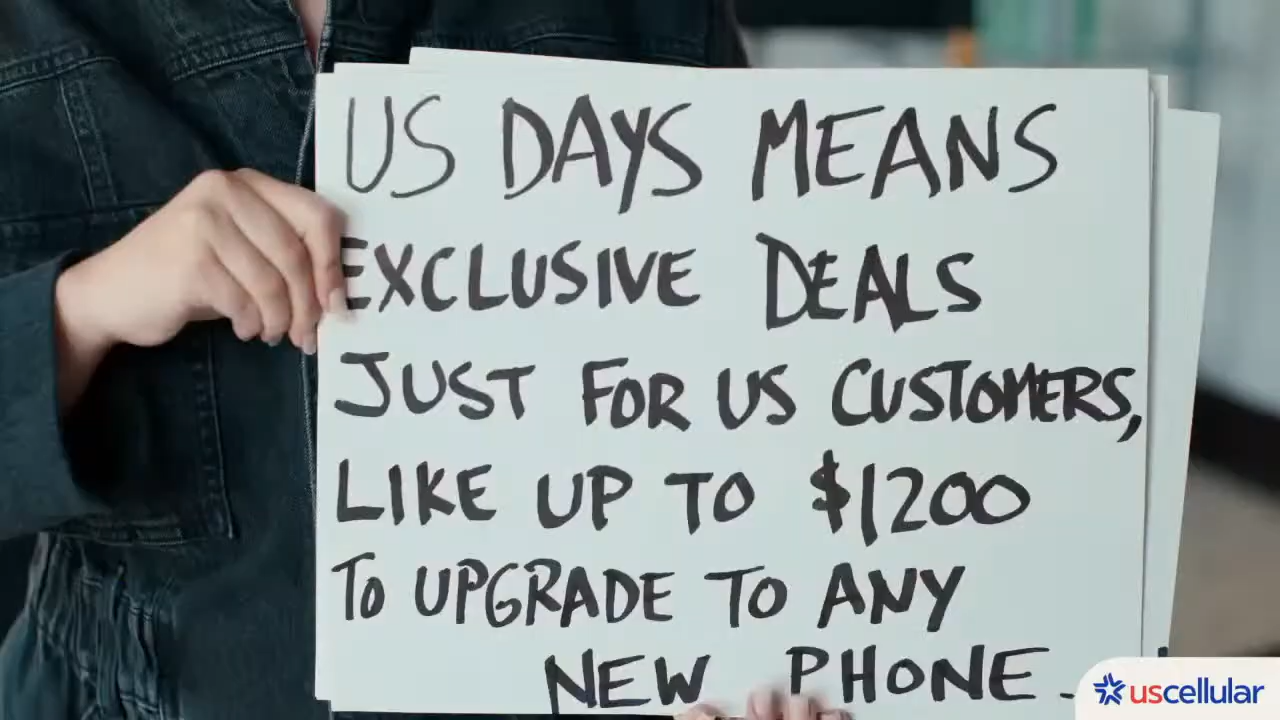 US DAYS MEANS
EXCLUSIVE DEALS
JUST FOR US CUSTOMERS,
LIKE UP TO $1200
TO UPGRADE TO ANY
NEW PHONE.
uscellular